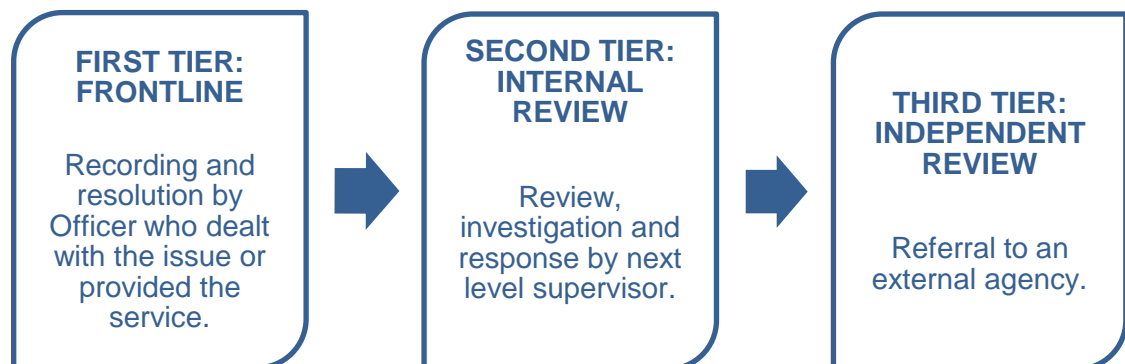 FIRST TIER:
FRONTLINE
Recording and
resolution by
Officer who dealt
with the issue or
provided the
service.
SECOND TIER:
INTERNAL
REVIEW
Review,
investigation and
response by next
level supervisor.
THIRD TIER:
INDEPENDENT
REVIEW
Referral to an
external agency.